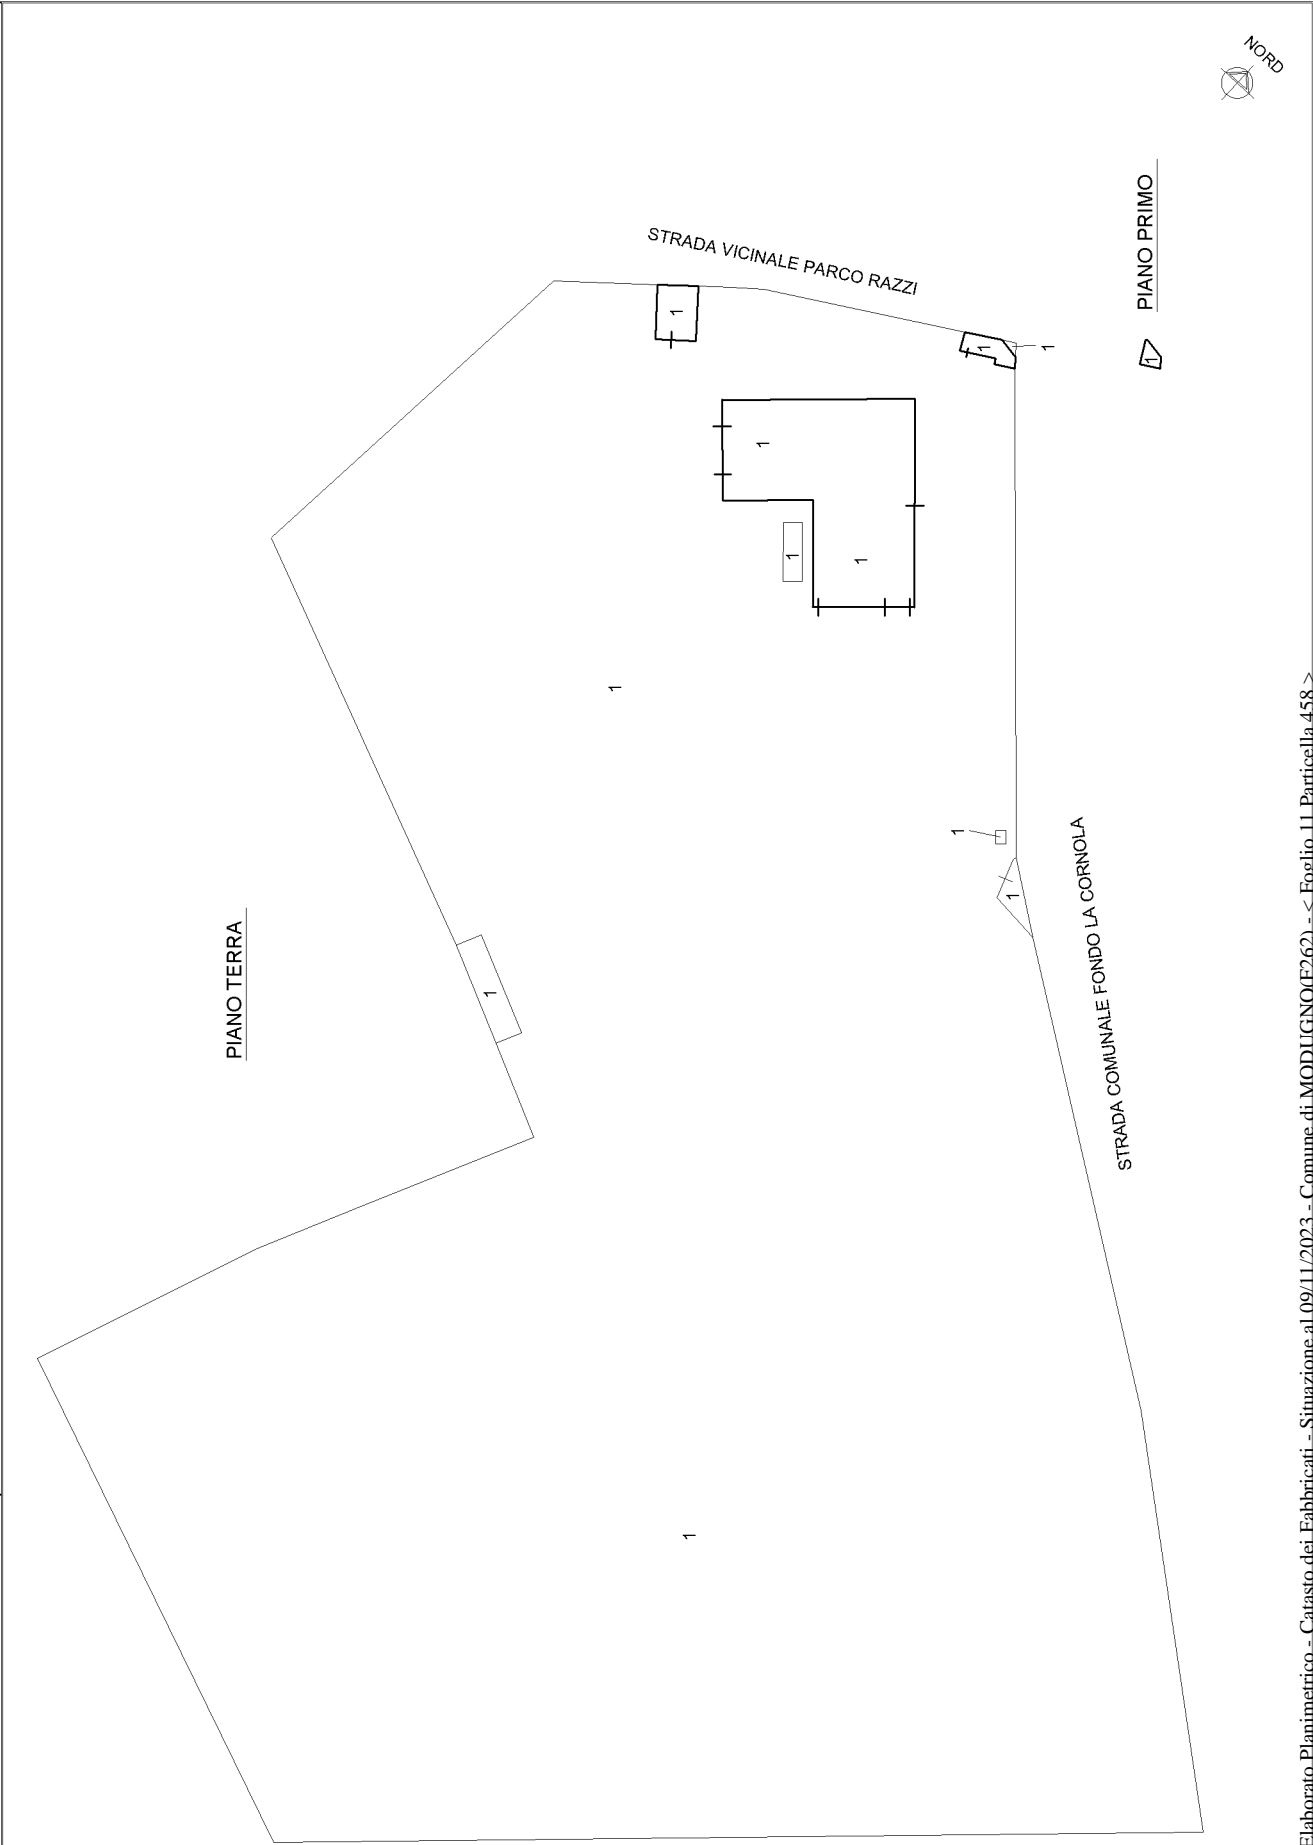 NORD
PIANO PRIMO
STRADA VICINALE PARCO RAZZI
1
1
1
1
1
1
1
1
1
1
STRADA COMUNALE FONDO LA CORNOLA
1
PIANO TERRA
1
1
Elaborato Planimetrico - Catasto dei Fabbricati - Situazione al 09/11/2023 - Comune di MODUGNO(F262) - < Foglio 11 Particella 458 >